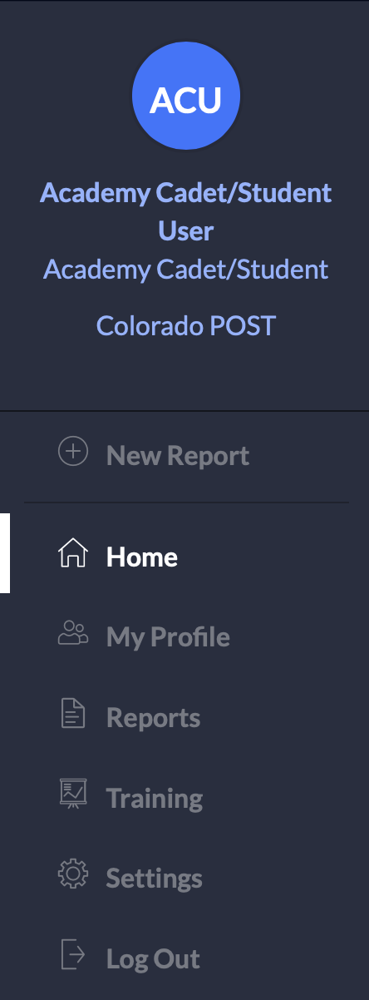 ACU
Academy Cadet/Student
User
Academy Cadet/Student
Colorado POST
New Report
Home
My Profile
Reports
Training
Settings
Log Out